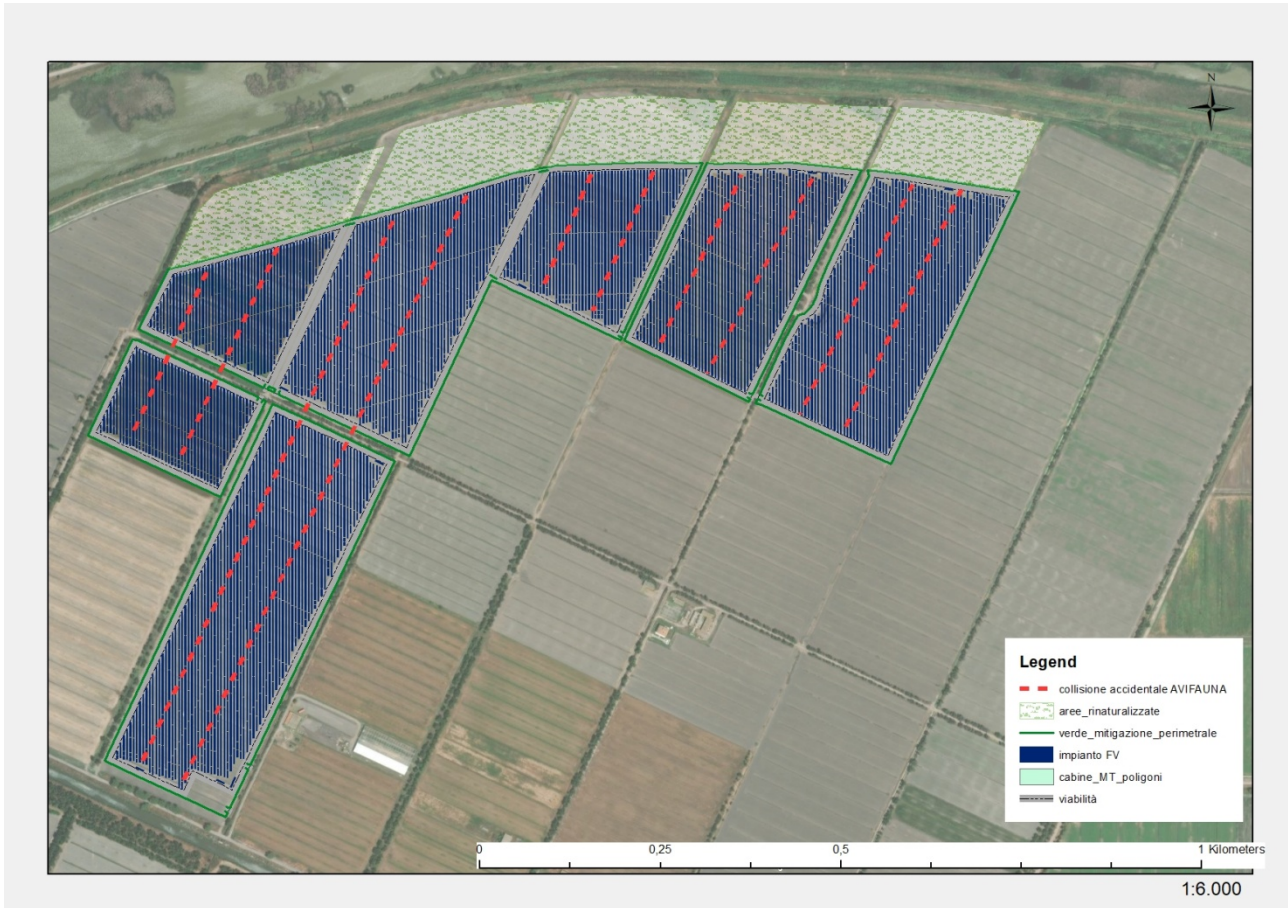 N
Legend
collisione accidentale AVIFAUNA
aree_rinaturalizzate
verde_mitigazione_perimetrale
impianto FV
cabine_MT_poligoni
viabilità
0 0,25 0,5 1 Kilometers
1:6.000